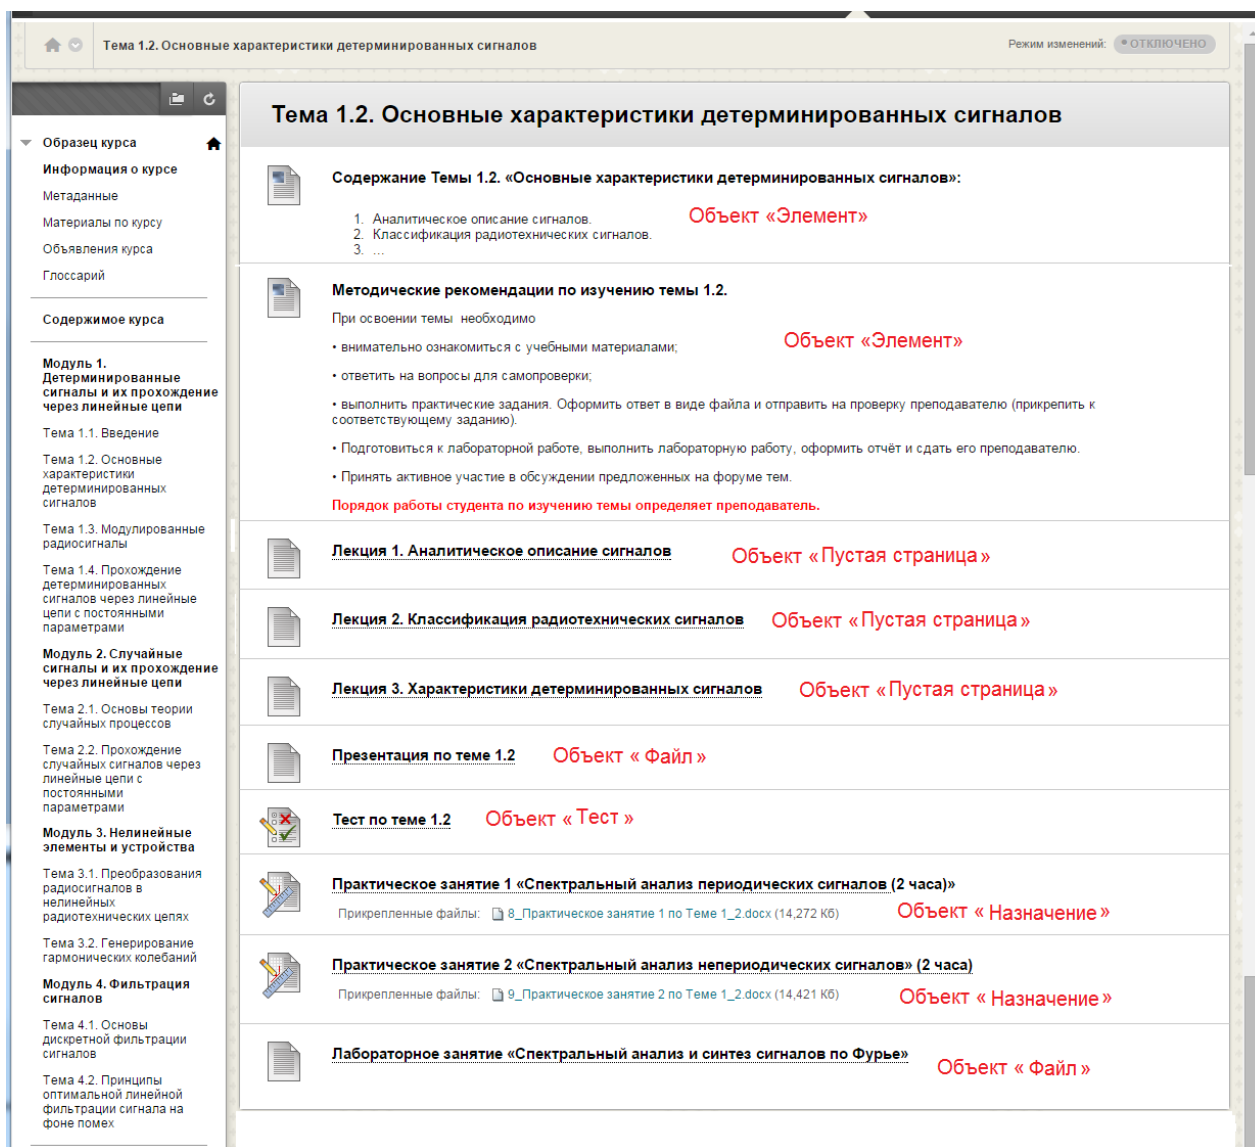 Тема 1.2. Основные характеристики детерминированных сигналов
Режим изменений: ОТКЛЮЧЕНО
Образец курса
Информация о курсе
Метаданные
Материалы по курсу
Объявления курса
Глоссарий
Содержимое курса
Модуль 1.
Детерминированные
сигналы и их прохождение
через линейные цепи
Тема 1.1. Введение
Тема 1.2. Основные
характеристики
детерминированных
сигналов
Тема 1.3. Модулированные
радиосигналы
Тема 1.4. Прохождение
детерминированных
сигналов через линейные
цепи с постоянными
параметрами
Модуль 2. Случайные
сигналы и их прохождение
через линейные цепи
Тема 2.1. Основы теории
случайных процессов
Тема 2.2. Прохождение
случайных сигналов через
линейные цепи с
постоянными
параметрами
Модуль 3. Нелинейные
элементы и устройства
Тема 3.1. Преобразования
радиосигналов в
нелинейных
радиотехнических цепях
Тема 3.2. Генерирование
гармонических колебаний
Модуль 4. Фильтрация
сигналов
Тема 4.1. Основы
дискретной фильтрации
сигналов
Тема 4.2. Принципы
оптимальной линейной
фильтрации сигнала на
фоне помех
Тема 1.2. Основные характеристики детерминированных сигналов
Содержание Темы 1.2. «Основные характеристики детерминированных сигналов»:
1. Аналитическое описание сигналов.
Объект «Элемент»
2. Классификация радиотехнических сигналов.
3. ...
Методические рекомендации по изучению темы 1.2.
При освоении темы необходимо
Объект «Элемент»
• внимательно ознакомиться с учебными материалами;
• ответить на вопросы для самопроверки;
• выполнить практические задания. Оформить ответ в виде файла и отправить на проверку преподавателю (прикрепить к
соответствующему заданию).
• Подготовиться к лабораторной работе, выполнить лабораторную работу, оформить отчёт и сдать его преподавателю.
• Принять активное участие в обсуждении предложенных на форуме тем.
Порядок работы студента по изучению темы определяет преподаватель.
Лекция 1. Аналитическое описание сигналов Объект «Пустая страница»
Лекция 2. Классификация радиотехнических сигналов Объект «Пустая страница»
Лекция 3. Характеристики детерминированных сигналов Объект «Пустая страница»
Презентация по теме 1.2 Объект « Файл »
Тест по теме 1.2 Объект « Тест »
Практическое занятие 1 «Спектральный анализ периодических сигналов (2 часа)»
Прикрепленные файлы: 8_Практическое занятие 1 по Теме 1_2.docx (14,272 Кб) Объект « Назначение »
Практическое занятие 2 «Спектральный анализ непериодических сигналов» (2 часа)
Прикрепленные файлы: 9_Практическое занятие 2 по Теме 1_2.docx (14,421 Кб) Объект « Назначение »
Лабораторное занятие «Спектральный анализ и синтез сигналов по Фурье»
Объект « Файл »